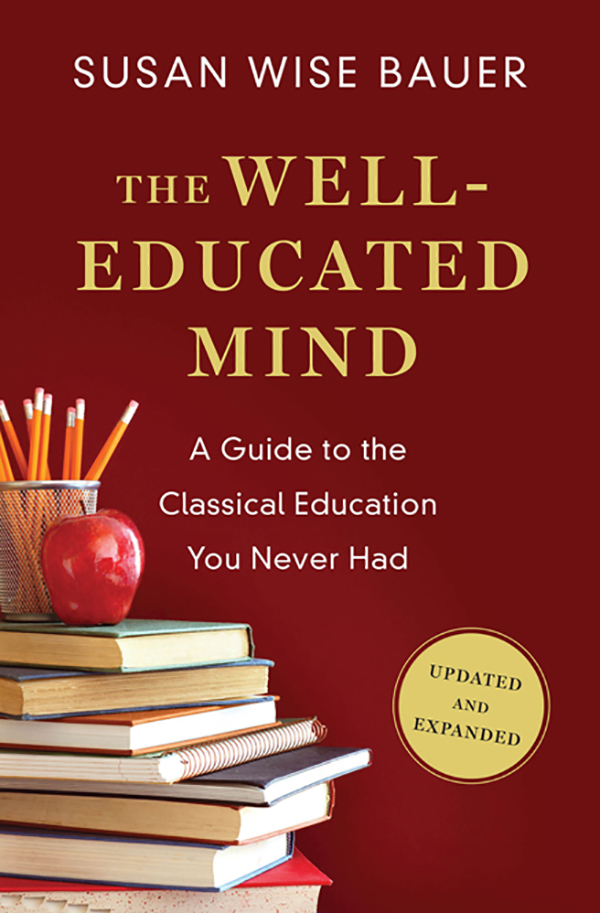 SUSAN WISE BAUER
THE WELL-
EDUCATED
MIND
A Guide to the
Classical Education
You Never Had
UPDATED
AND
EXPANDED